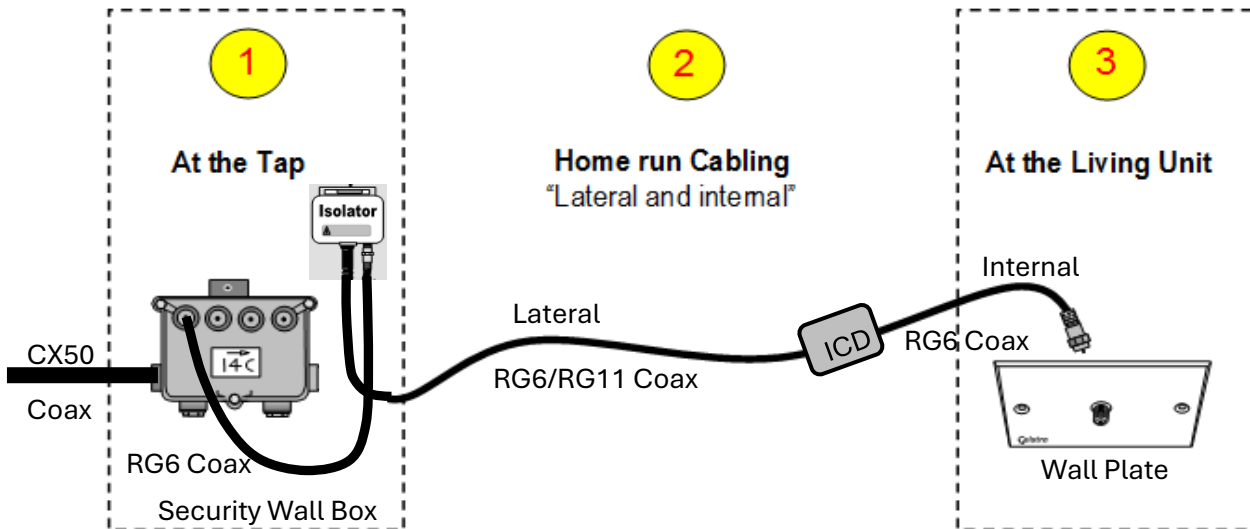 1
2
3
At the Tap
Home run Cabling
“Lateral and internal”
At the Living Unit
Isolator
CX50
Coax
14C
RG6 Coax
Security Wall Box
Lateral
RG6/RG11 Coax
ICD
Internal
RG6 Coax
Wall Plate